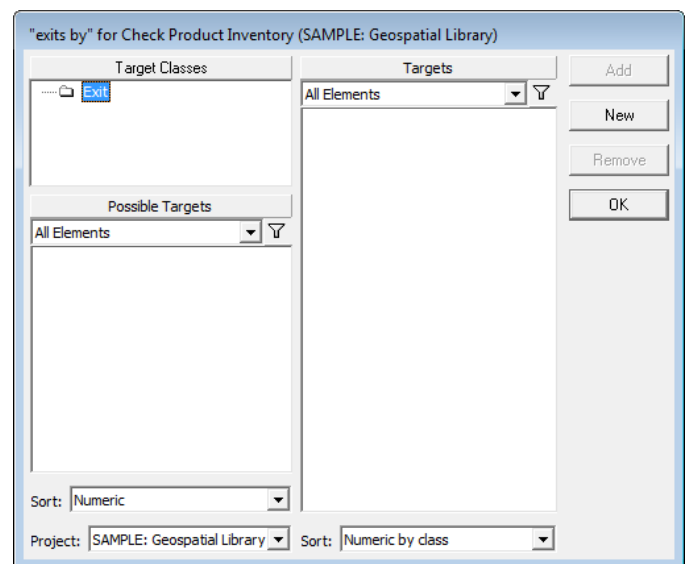 "exits by" for Check Product Inventory (SAMPLE: Geospatial Library)
Target Classes
Exit
Possible Targets
All Elements
Sort: Numeric
Project: SAMPLE: Geospatial Library
Targets
All Elements
Sort: Numeric by class
Add
New
Remove
OK